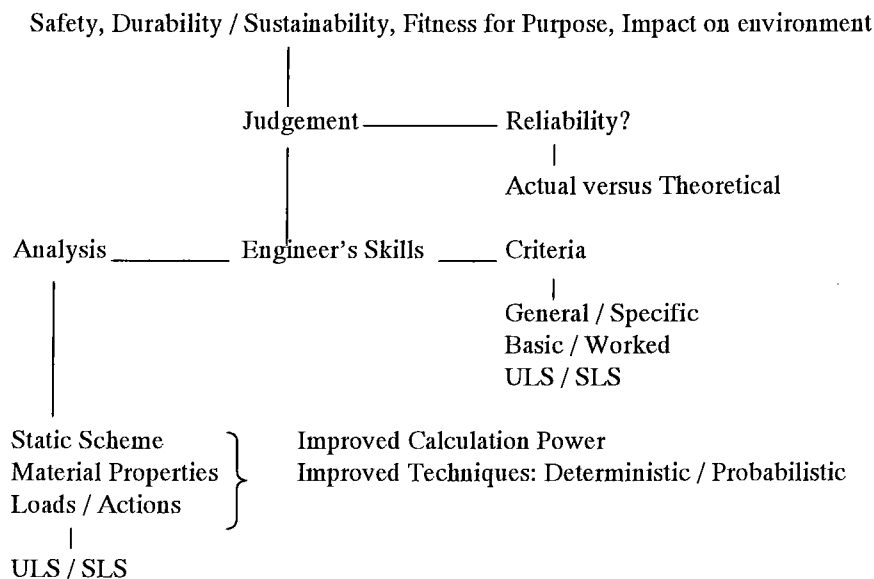 Safety, Durability / Sustainability, Fitness for Purpose, Impact on environment
Judgement Reliability?
Actual versus Theoretical
Analysis Engineer's Skills Criteria
General / Specific
Basic / Worked
ULS / SLS
Static Scheme Improved Calculation Power
Material Properties Improved Techniques: Deterministic / Probabilistic
Loads / Actions
ULS / SLS